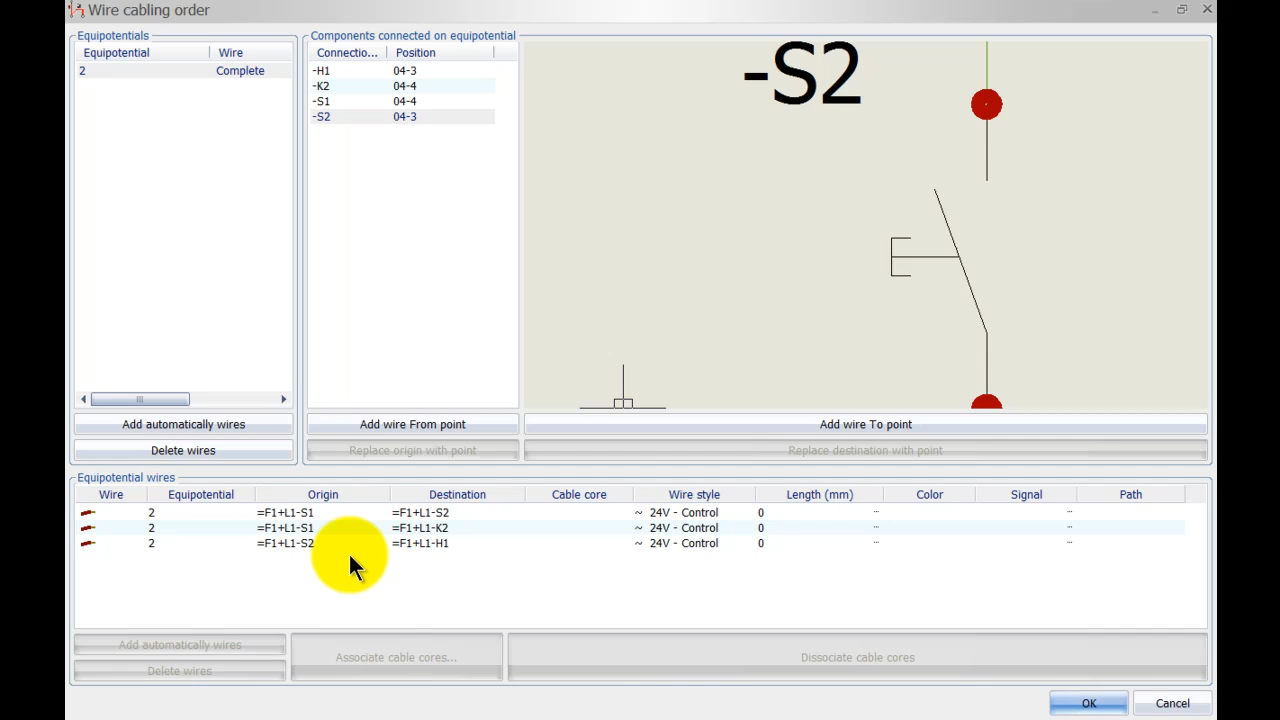 Wire cabling order
Equipotentials
Equipotential Wire
2 Complete
Add automatically wires
Delete wires
Components connected on equipotential
Connectio... Position
-H1 04-3
-K2 04-4
-S1 04-4
-S2 04-3
-S2
Add wire From point
Add wire To point
Replace origin with point
Replace destination with point
Equipotential wires
Wire Equipotential Origin Destination Cable core Wire style Length (mm) Color Signal Path
2 =F1+L1-S1 =F1+L1-S2 ~ 24V - Control 0
2 =F1+L1-S1 =F1+L1-K2 ~ 24V - Control 0
2 =F1+L1-S2 =F1+L1-H1 ~ 24V - Control 0
Add automatically wires
Delete wires
Associate cable cores...
Dissociate cable cores
OK Cancel